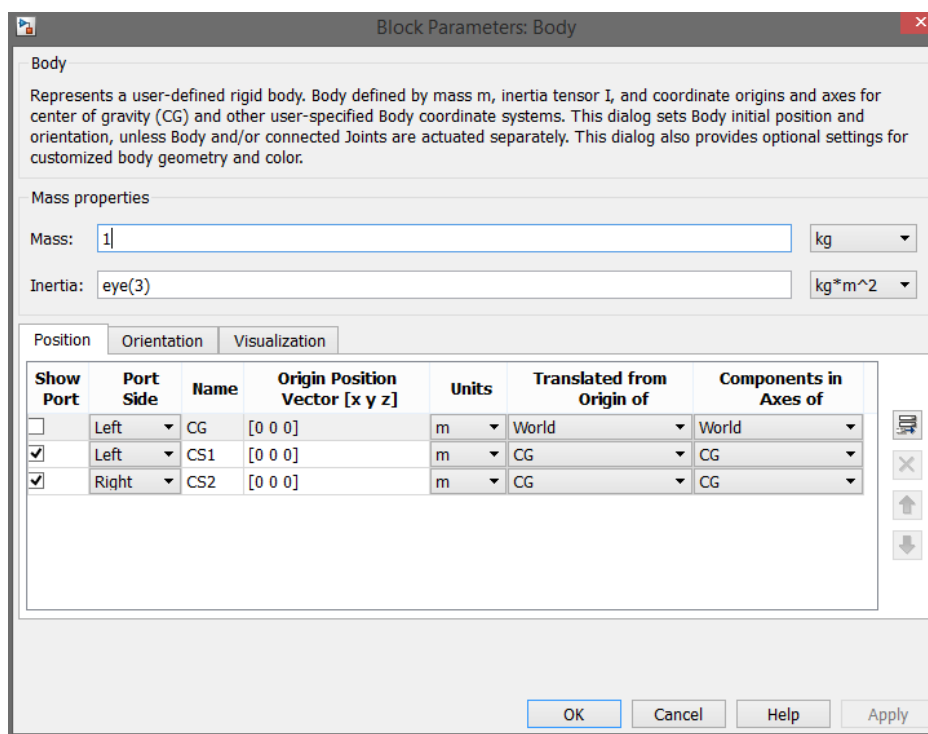 Block Parameters: Body
Body
Represents a user-defined rigid body. Body defined by mass m, inertia tensor I, and coordinate origins and axes for
center of gravity (CG) and other user-specified Body coordinate systems. This dialog sets Body initial position and
orientation, unless Body and/or connected Joints are actuated separately. This dialog also provides optional settings for
customized body geometry and color.
Mass properties
Mass: 1 kg
Inertia: eye(3) kg*m^2
Position Orientation Visualization
Show Port Origin Position Translated from Components in
Port Side Name Vector [x y z] Units Origin of Axes of
Left CG [0 0 0] m World World
Left CS1 [0 0 0] m CG CG
Right CS2 [0 0 0] m CG CG
OK Cancel Help Apply